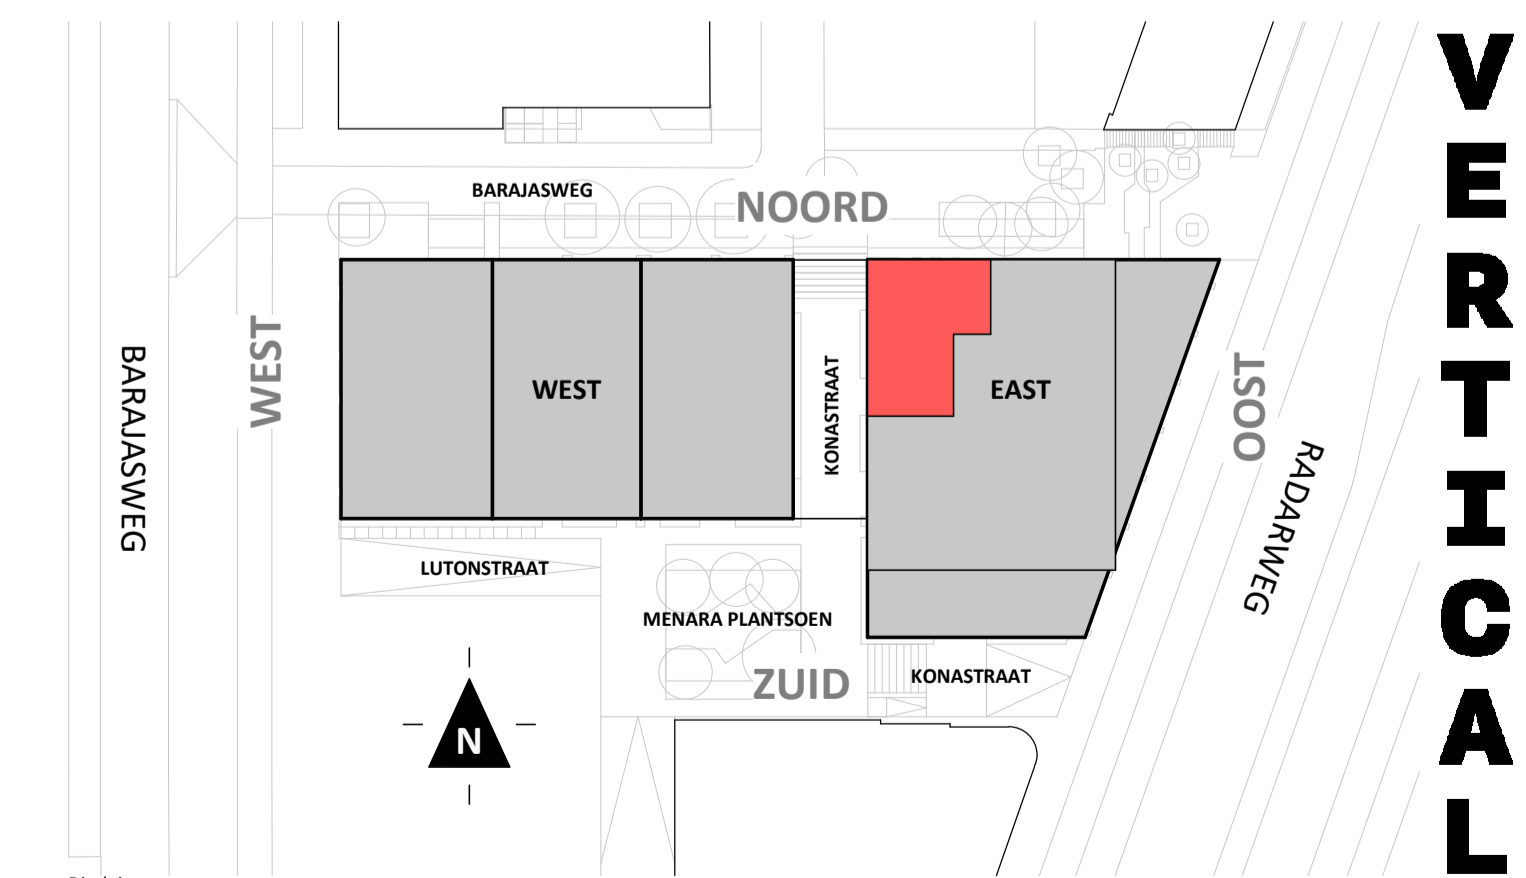 BARAJASWEG
NOORD
WEST
BARAJASWEG
WEST
KONASTRAAT
EAST
OOST
RADARWEG
LUTONSTRAAT
MENARA PLANTSOEN
ZUID
KONASTRAAT
N
VERTICAL